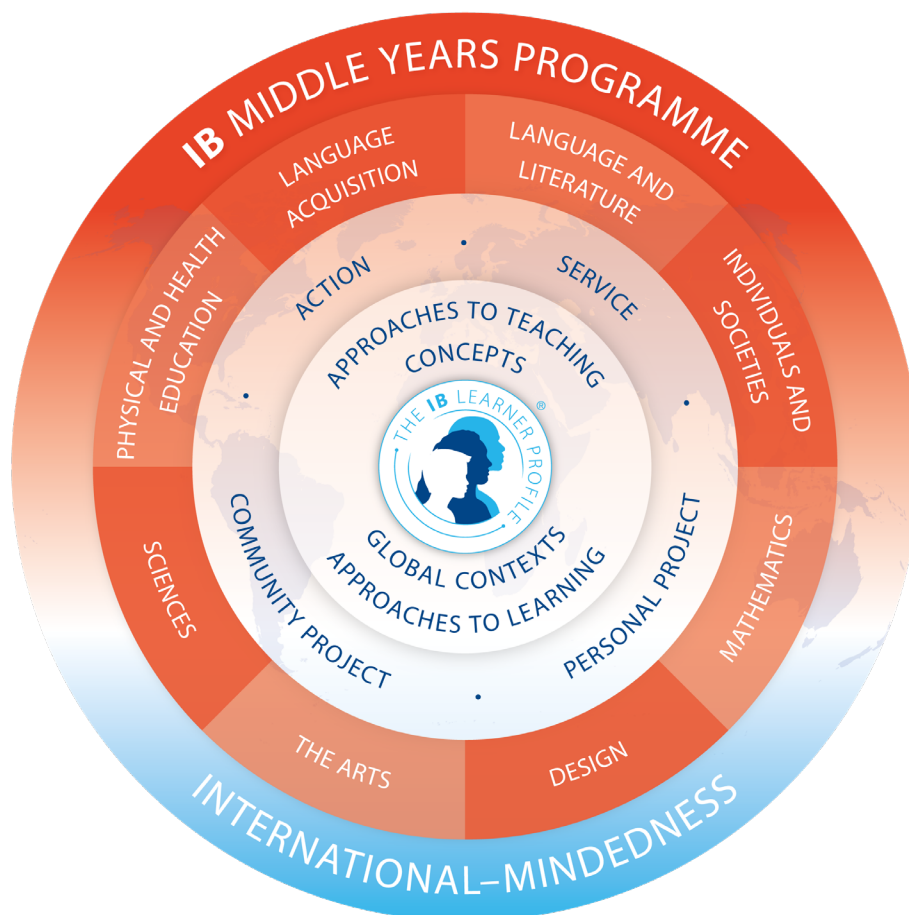 IB MIDDLE YEARS PROGRAMME
LANGUAGE
ACQUISITION
LANGUAGE AND
LITERATURE
PHYSICAL AND HEALTH
EDUCATION
INDIVIDUALS AND
SOCIETIES
ACTION
SERVICE
APPROACHES TO TEACHING
CONCEPTS
THE IB LEARNER PROFILE
®
GLOBAL CONTEXTS
APPROACHES TO LEARNING
COMMUNITY PROJECT
PERSONAL PROJECT
SCIENCES
MATHEMATICS
THE ARTS
DESIGN
INTERNATIONAL–MINDEDNESS